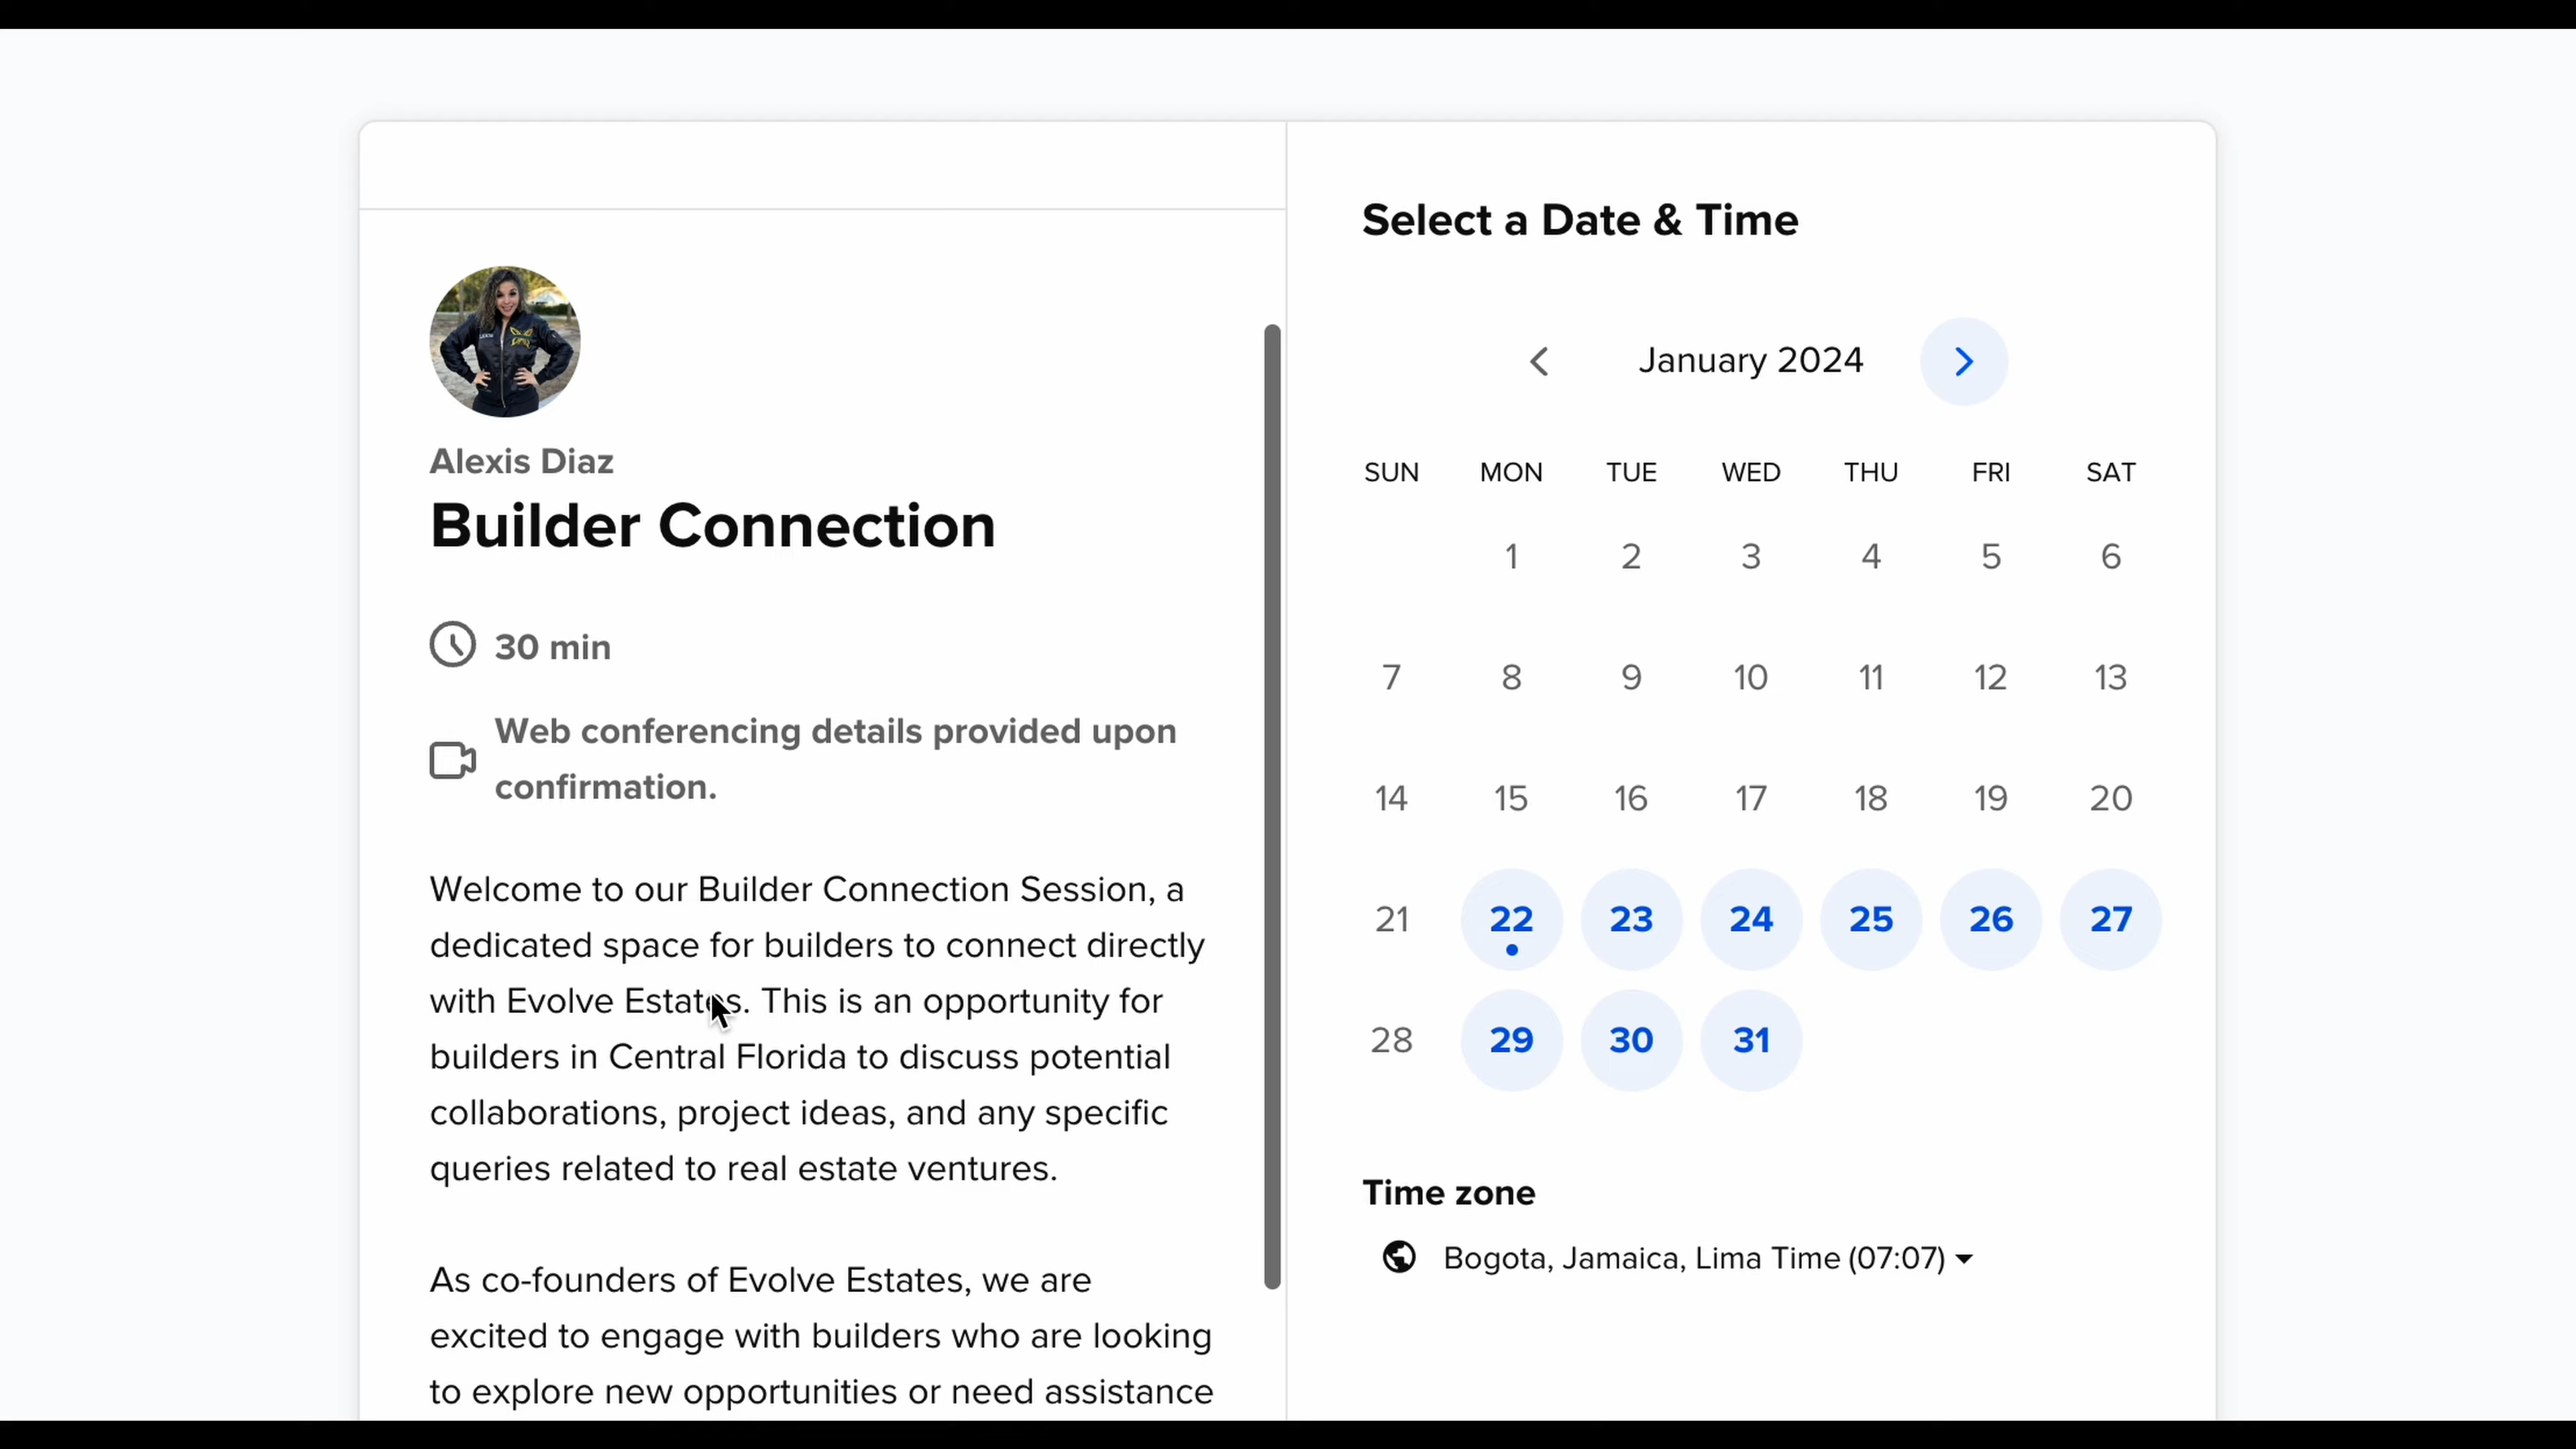 Alexis Diaz
Builder Connection
30 min
Web conferencing details provided upon
confirmation.
Welcome to our Builder Connection Session, a
dedicated space for builders to connect directly
with Evolve Estates. This is an opportunity for
builders in Central Florida to discuss potential
collaborations, project ideas, and any specific
queries related to real estate ventures.
As co-founders of Evolve Estates, we are
excited to engage with builders who are looking
to explore new opportunities or need assistance
Select a Date & Time
January 2024
SUN MON TUE WED THU FRI SAT
1 2 3 4 5 6
7 8 9 10 11 12 13
14 15 16 17 18 19 20
21 22 23 24 25 26 27
28 29 30 31
Time zone
Bogota, Jamaica, Lima Time (07:07)